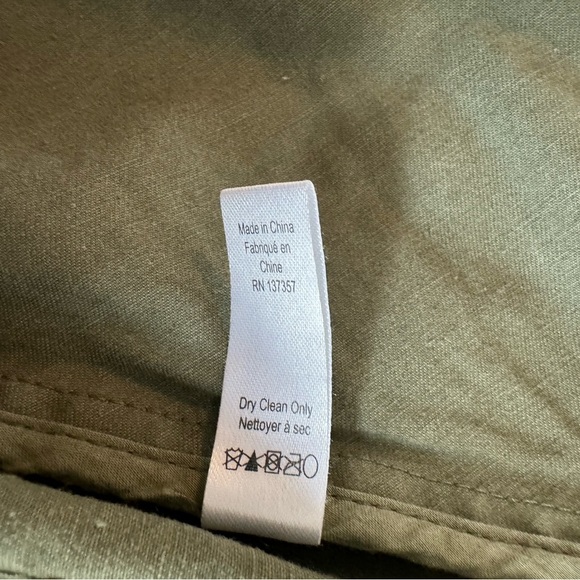 Made in China
Fabriqué en
Chine
RN 137357
Dry Clean Only
Nettoyer à sec